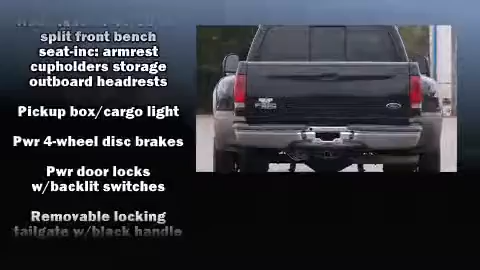 split front bench
seat-inc: armrest
cupholders storage
outboard headrests
Pickup box/cargo light
Pwr 4-wheel disc brakes
Pwr door locks
w/backlit switches
Removable locking
tailgate w/black handle